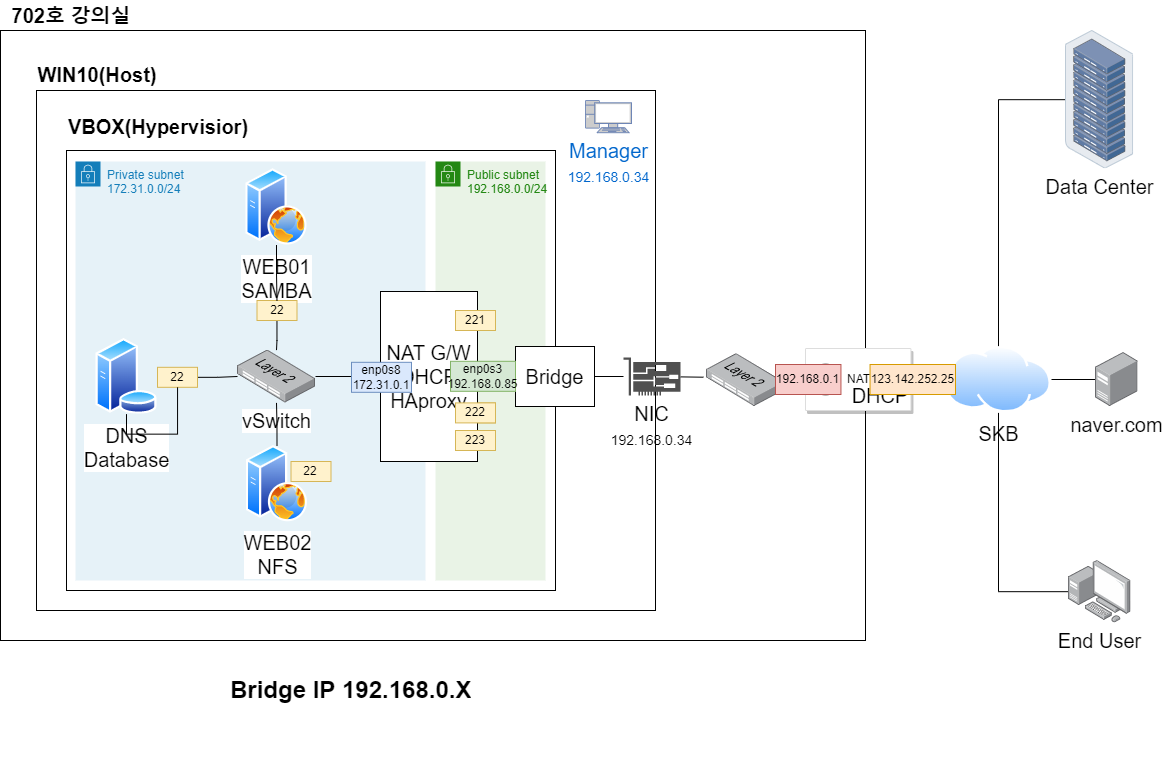 702호 강의실
WIN10(Host)
VBOX(Hypervisior)
Manager
192.168.0.34
Private subnet
172.31.0.0/24
Public subnet
192.168.0.0/24
WEB01
SAMBA
22
22
DNS
Database
Layer 2
vSwitch
22
WEB02
NFS
NAT G/W
DHCP
HAproxy
enp0s8
172.31.0.1
221
enp0s3
192.168.0.85
222
223
Bridge
NIC
192.168.0.34
Layer 2
192.168.0.1
NAT
DHCP
123.142.252.25
SKB
Data Center
naver.com
End User
Bridge IP 192.168.0.X